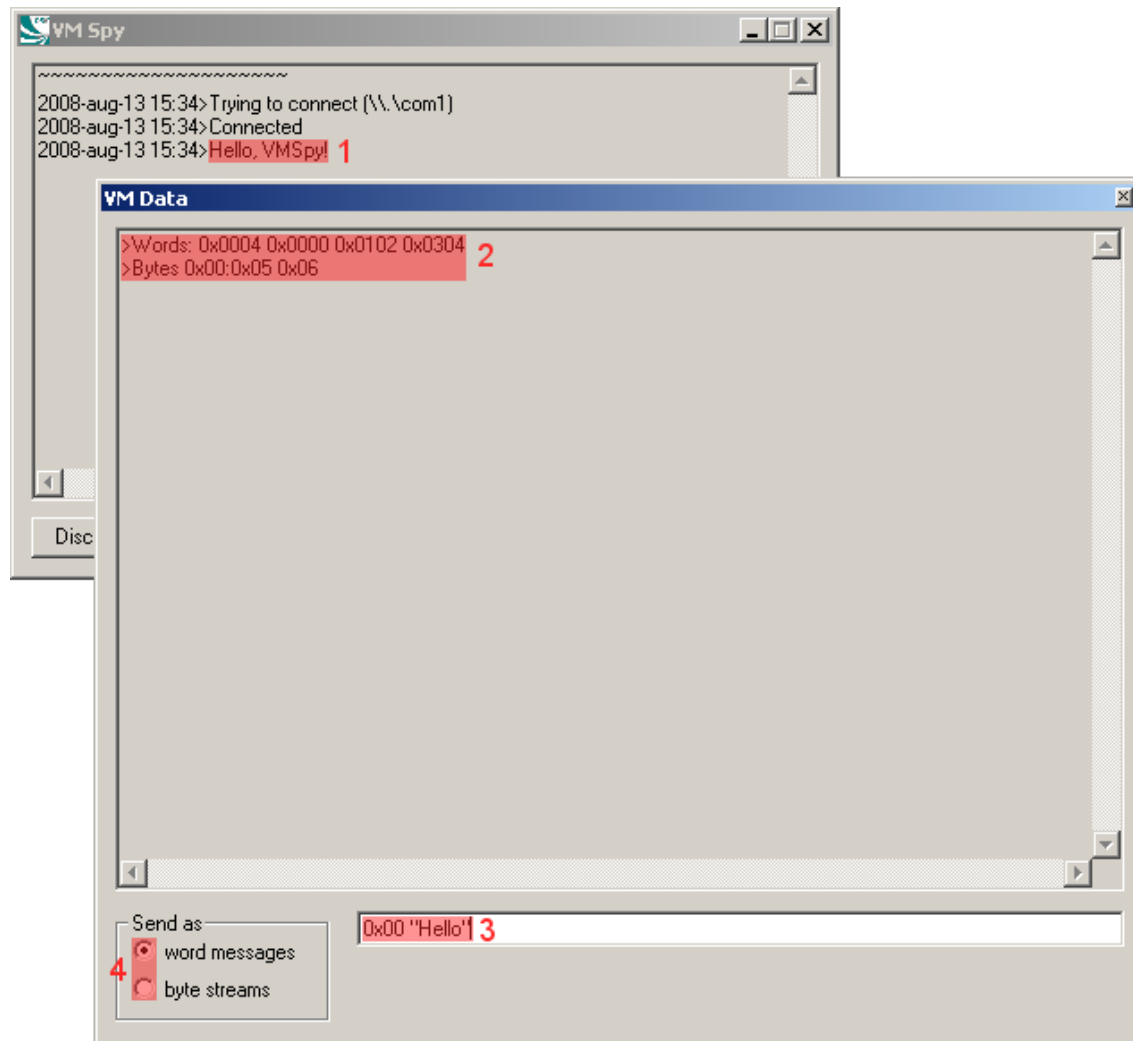 VM Spy
~~~~~~~~~~~~~~~~~~~~
2008-aug-13 15:34>Trying to connect (\\.\com1)
2008-aug-13 15:34>Connected
2008-aug-13 15:34>Hello, VMSpy! 1
VM Data
>Words: 0x0004 0x0000 0x0102 0x0304
>Bytes 0x00:0x05 0x06
2
Disc
Send as
0x00 "Hello" 3
word messages
4
byte streams